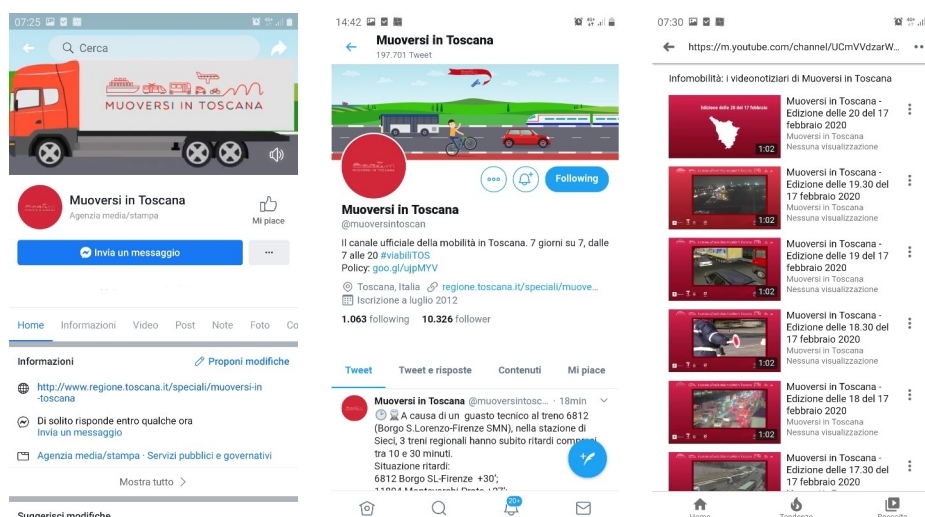 07:25
Cerca
MUOVERSI IN TOSCANA
Muoversi in Toscana
Agenzia media/stampa
Mi piace
Invia un messaggio
Home Informazioni Video Post Note Foto Co
Informazioni
Proponi modifiche
http://www.regione.toscana.it/speciali/muoversi-in
-toscana
Di solito risponde entro qualche ora
Invia un messaggio
Agenzia media/stampa · Servizi pubblici e governativi
Mostra tutto
Suggerisci modifiche
14:42
Muoversi in Toscana
197.701 Tweet
Following
Muoversi in Toscana
@muoversintoscan
Il canale ufficiale della mobilità in Toscana. 7 giorni su 7, dalle
7 alle 20 #viabiliTOS
Policy: goo.gl/ujpMYV
Toscana, Italia regione.toscana.it/speciali/muove...
Iscrizione a luglio 2012
1.063 following 10.326 follower
Tweet Tweet e risposte Contenuti Mi piace
Muoversi in Toscana @muoversintosc... · 18min
A causa di un guasto tecnico al treno 6812
(Borgo S.Lorenzo-Firenze SMN), nella stazione di
Sieci, 3 treni regionali hanno subito ritardi compresi
tra 10 e 30 minuti.
Situazione ritardi:
6812 Borgo SL-Firenze +30';
20+
07:30
https://m.youtube.com/channel/UCmVVdzarW...
Infomobilità: i videonotiziari di Muoversi in Toscana
Edizione delle 20 del 17 febbraio
1:02
Muoversi in Toscana -
Edizione delle 20 del 17
febbraio 2020
Muoversi in Toscana
Nessuna visualizzazione
1:02
Muoversi in Toscana -
Edizione delle 19.30 del
17 febbraio 2020
Muoversi in Toscana
Nessuna visualizzazione
1:02
Muoversi in Toscana -
Edizione delle 19 del 17
febbraio 2020
Muoversi in Toscana
Nessuna visualizzazione
1:02
Muoversi in Toscana -
Edizione delle 18.30 del
17 febbraio 2020
Muoversi in Toscana
Nessuna visualizzazione
1:02
Muoversi in Toscana -
Edizione delle 18 del 17
febbraio 2020
Muoversi in Toscana
Nessuna visualizzazione
Muoversi in Toscana -
Edizione delle 17.30 del
17 febbraio 2020
Home Tendenze Raccolta